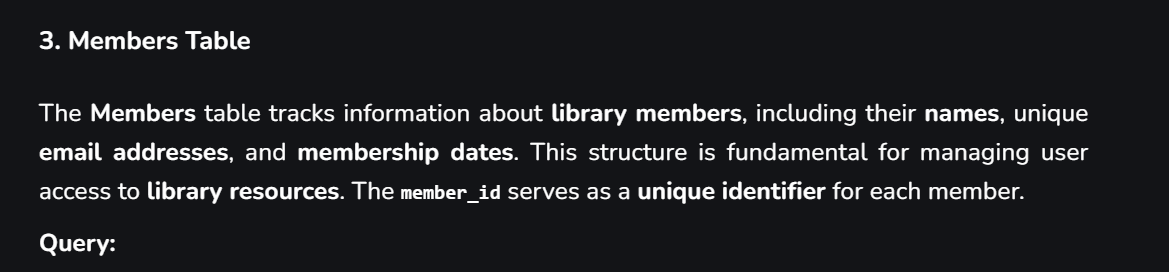 3. Members Table
The Members table tracks information about library members, including their names, unique
email addresses, and membership dates. This structure is fundamental for managing user
access to library resources. The member_id serves as a unique identifier for each member.
Query: